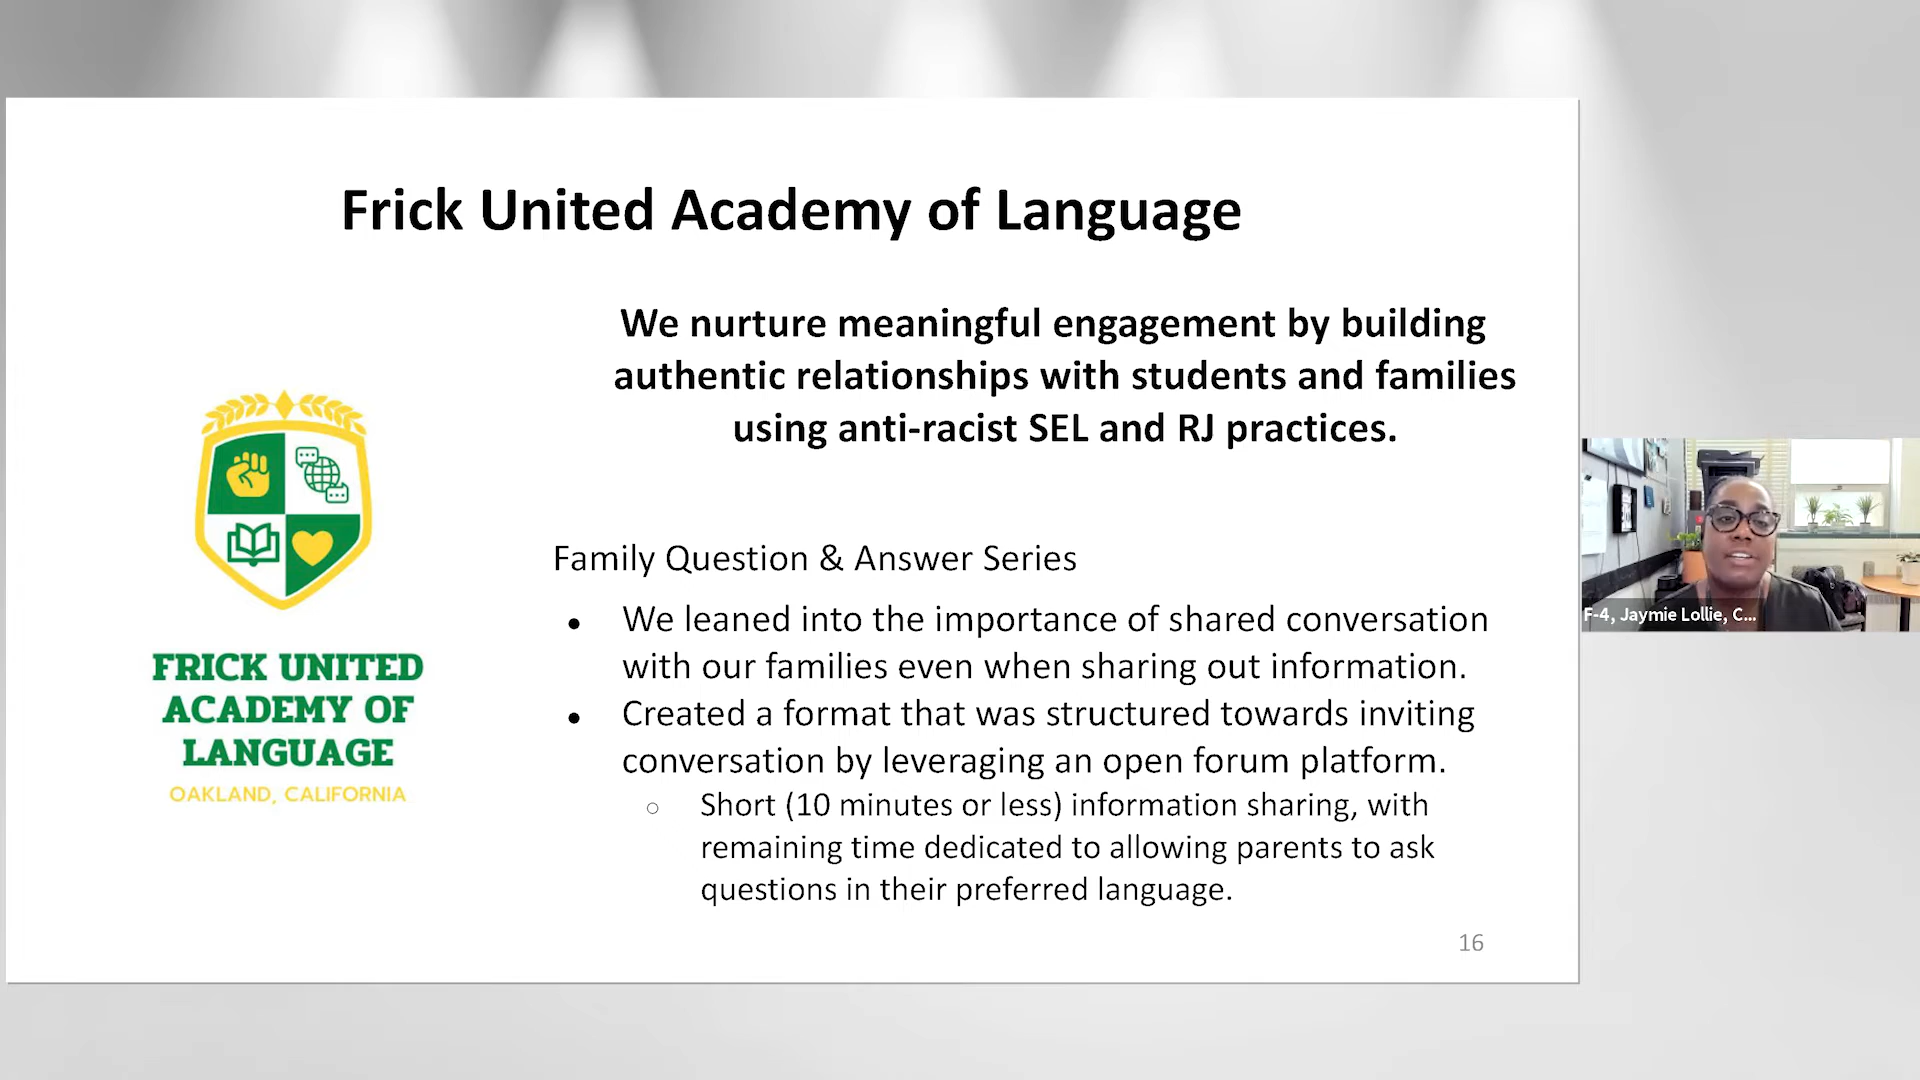 Frick United Academy of Language
We nurture meaningful engagement by building
authentic relationships with students and families
using anti-racist SEL and RJ practices.
FRICK UNITED
ACADEMY OF
LANGUAGE
OAKLAND, CALIFORNIA
Family Question & Answer Series
● We leaned into the importance of shared conversation
with our families even when sharing out information.
● Created a format that was structured towards inviting
conversation by leveraging an open forum platform.
○ Short (10 minutes or less) information sharing, with
remaining time dedicated to allowing parents to ask
questions in their preferred language.
16
F-4, Jaymie Lollie, C...